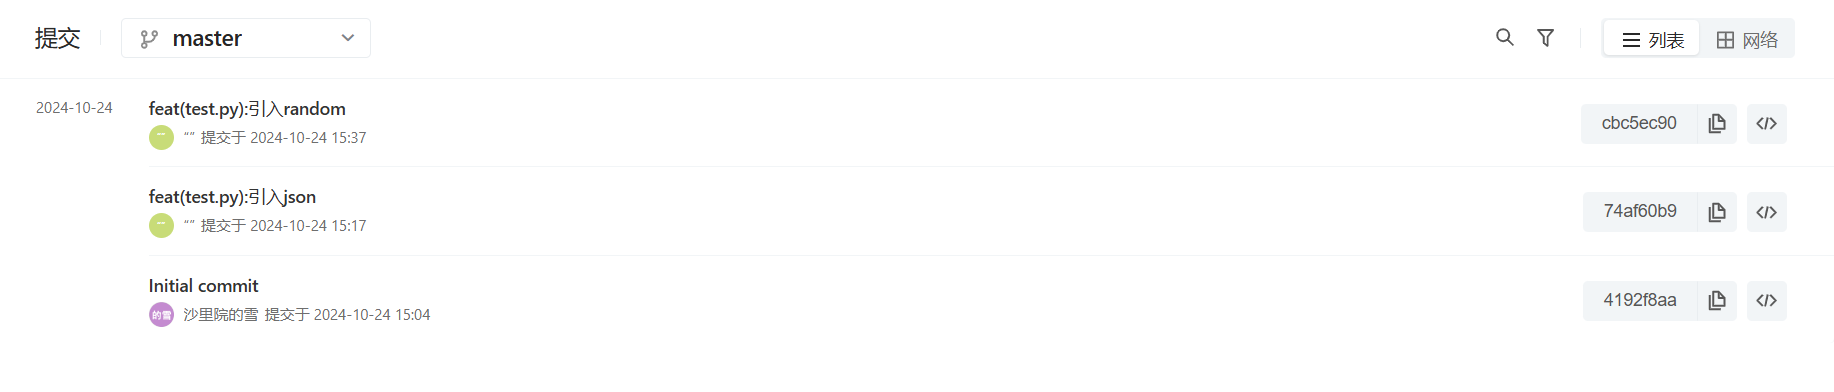 提交 master 列表 网络
2024-10-24 feat(test.py):引入random
“” 提交于 2024-10-24 15:37 cbc5ec90
feat(test.py):引入json
“” 提交于 2024-10-24 15:17 74af60b9
Initial commit
的雪 沙里院的雪 提交于 2024-10-24 15:04 4192f8aa